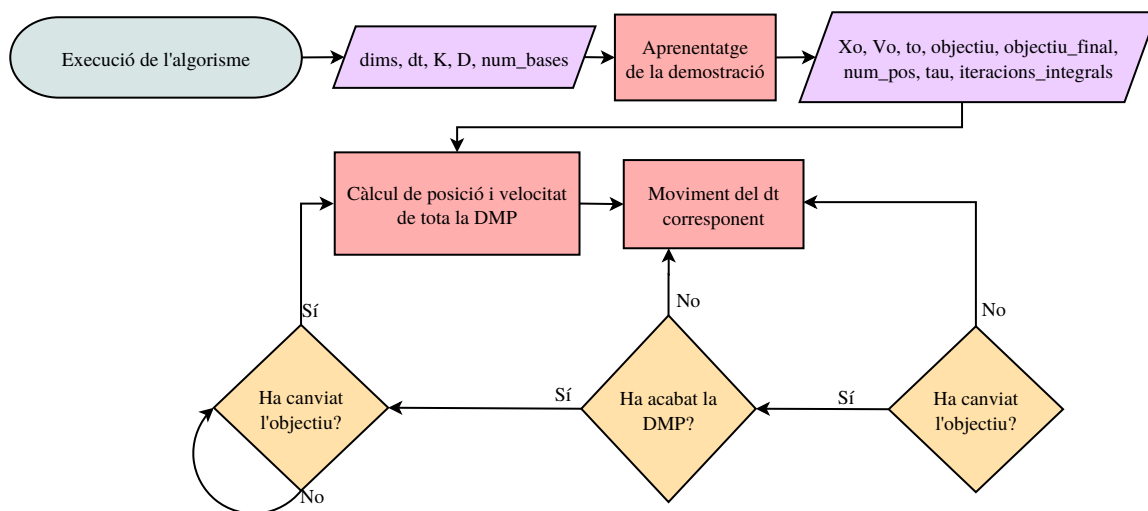 Execució de l'algorisme
dims, dt, K, D, num_bases
Aprenentatge
de la demostració
Xo, Vo, to, objectiu, objectiu_final,
num_pos, tau, iteracions_integrals
Càlcul de posició i velocitat
de tota la DMP
Moviment del dt
corresponent
Sí
No
No
Ha canviat
l'objectiu?
Sí
Ha acabat la
DMP?
Sí
Ha canviat
l'objectiu?
No